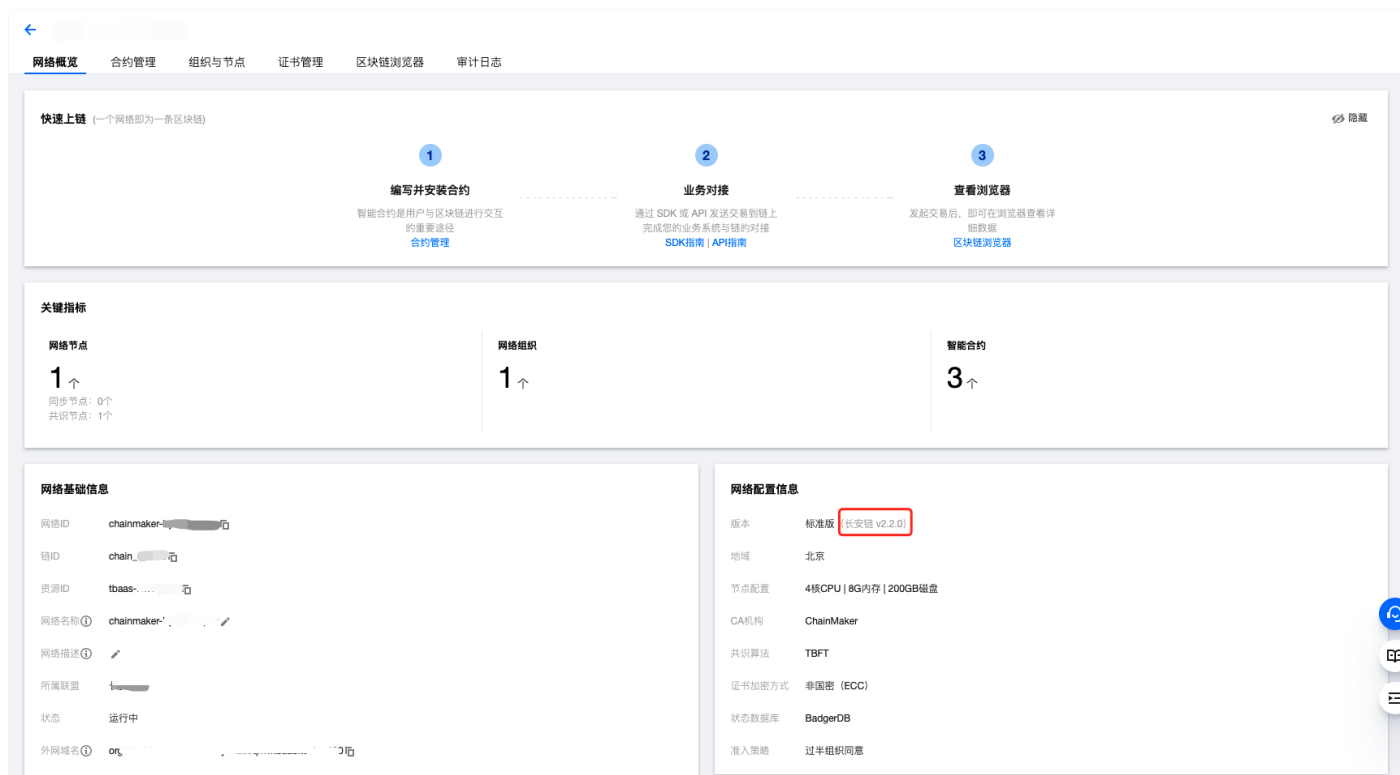 网络概览 合约管理 组织与节点 证书管理 区块链浏览器 审计日志
快速上链 (一个网络即为一条区块链) 隐藏
1 2 3
编写并安装合约 业务对接 查看浏览器
智能合约是用户与区块链进行交互 通过 SDK 或 API 发送交易到链上 发起交易后，即可在浏览器查看详
的重要途径 完成您的业务系统与链的对接 细数据
合约管理 SDK指南 | API指南 区块链浏览器
关键指标
网络节点 网络组织 智能合约
1 个 1 个 3 个
同步节点：0个
共识节点：1个
网络基础信息
网络ID chainmaker-
链ID chain_
资源ID tbaas-
网络名称 chainmaker-
网络描述
所属联盟
状态 运行中
外网域名 org
网络配置信息
版本 标准版 (长安链 v2.2.0)
地域 北京
节点配置 4核CPU | 8G内存 | 200GB磁盘
CA机构 ChainMaker
共识算法 TBFT
证书加密方式 非国密（ECC）
状态数据库 BadgerDB
准入策略 过半组织同意